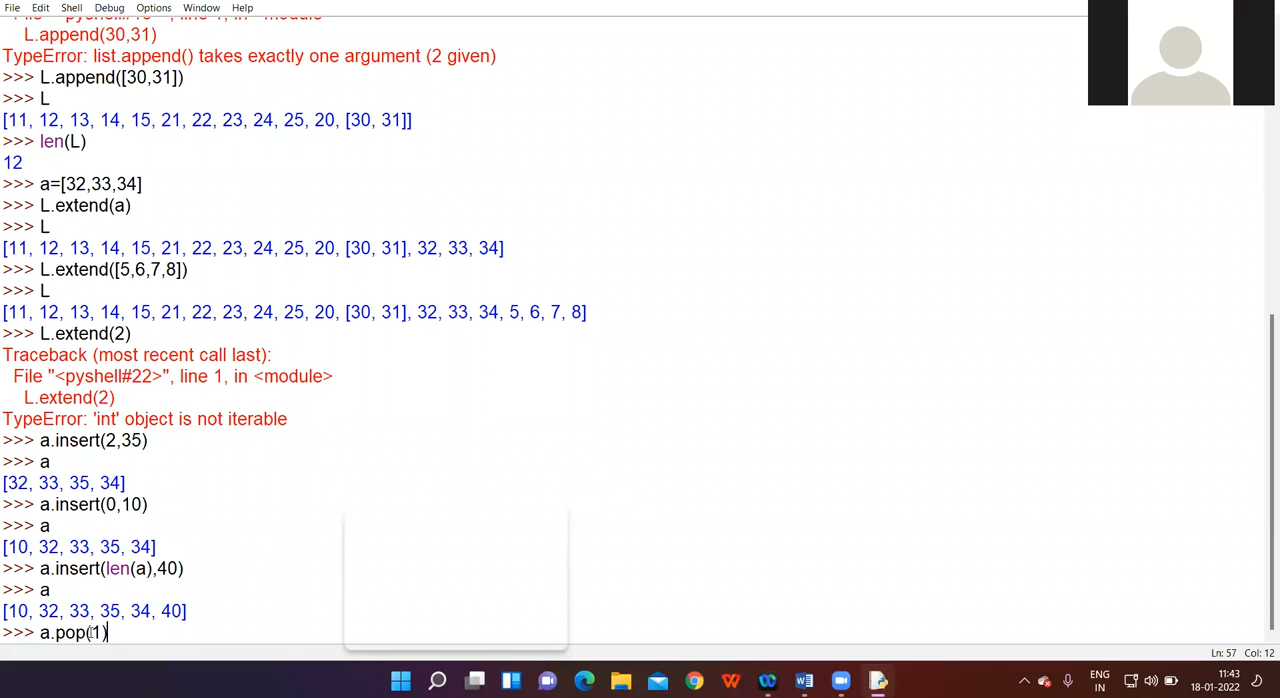 File Edit Shell Debug Options Window Help
L.append(30,31)
TypeError: list.append() takes exactly one argument (2 given)
>>> L.append([30,31])
>>> L
[11, 12, 13, 14, 15, 21, 22, 23, 24, 25, 20, [30, 31]]
>>> len(L)
12
>>> a=[32,33,34]
>>> L.extend(a)
>>> L
[11, 12, 13, 14, 15, 21, 22, 23, 24, 25, 20, [30, 31], 32, 33, 34]
>>> L.extend([5,6,7,8])
>>> L
[11, 12, 13, 14, 15, 21, 22, 23, 24, 25, 20, [30, 31], 32, 33, 34, 5, 6, 7, 8]
>>> L.extend(2)
Traceback (most recent call last):
File "<pyshell#22>", line 1, in <module>
L.extend(2)
TypeError: 'int' object is not iterable
>>> a.insert(2,35)
>>> a
[32, 33, 35, 34]
>>> a.insert(0,10)
>>> a
[10, 32, 33, 35, 34]
>>> a.insert(len(a),40)
>>> a
[10, 32, 33, 35, 34, 40]
>>> a.pop(1)
Ln: 57 Col: 12
ENG
IN
11:43
18-01-2022